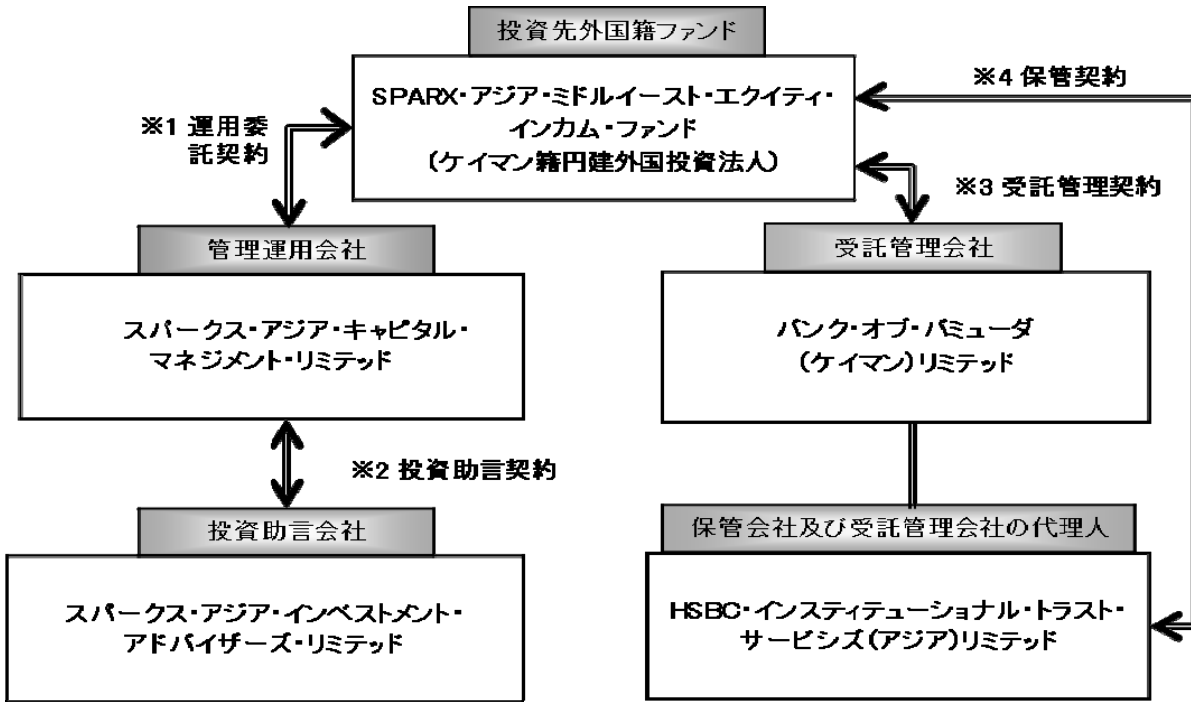 投資先外国籍ファンド
SPARX・アジア・ミドルイースト・エクイティ・
インカム・ファンド
（ケイマン籍円建外国投資法人）
※4 保管契約
※1 運用委
託契約
※3 受託管理契約
管理運用会社
スパークス・アジア・キャピタル・
マネジメント・リミテッド
受託管理会社
バンク・オブ・バミューダ
（ケイマン）リミテッド
※2 投資助言契約
投資助言会社
スパークス・アジア・インベストメント・
アドバイザーズ・リミテッド
保管会社及び受託管理会社の代理人
HSBC・インスティテューショナル・トラスト・
サービシズ（アジア）リミテッド